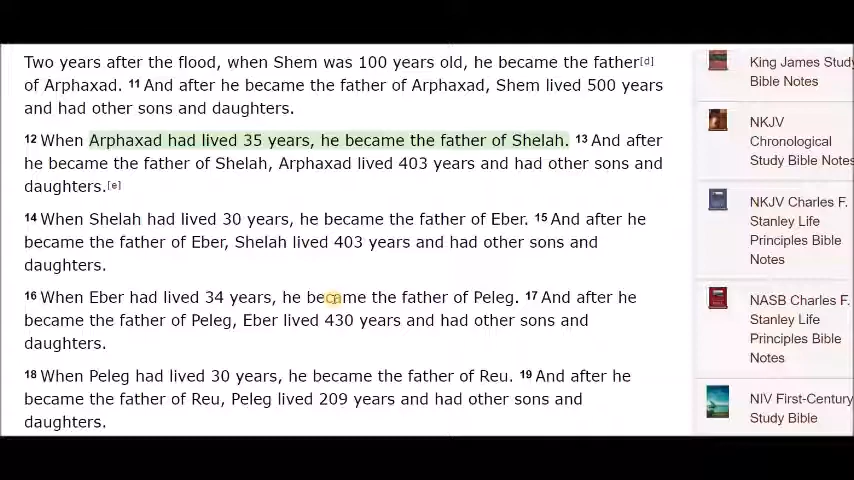 Two years after the flood, when Shem was 100 years old, he became the father[d]
of Arphaxad. 11 And after he became the father of Arphaxad, Shem lived 500 years
and had other sons and daughters.
12 When Arphaxad had lived 35 years, he became the father of Shelah. 13 And after
he became the father of Shelah, Arphaxad lived 403 years and had other sons and
daughters.[e]
14 When Shelah had lived 30 years, he became the father of Eber. 15 And after he
became the father of Eber, Shelah lived 403 years and had other sons and
daughters.
16 When Eber had lived 34 years, he became the father of Peleg. 17 And after he
became the father of Peleg, Eber lived 430 years and had other sons and
daughters.
18 When Peleg had lived 30 years, he became the father of Reu. 19 And after he
became the father of Reu, Peleg lived 209 years and had other sons and
daughters.
King James Study
Bible Notes
NKJV
Chronological
Study Bible Notes
NKJV Charles F.
Stanley Life
Principles Bible
Notes
NASB Charles F.
Stanley Life
Principles Bible
Notes
NIV First-Century
Study Bible